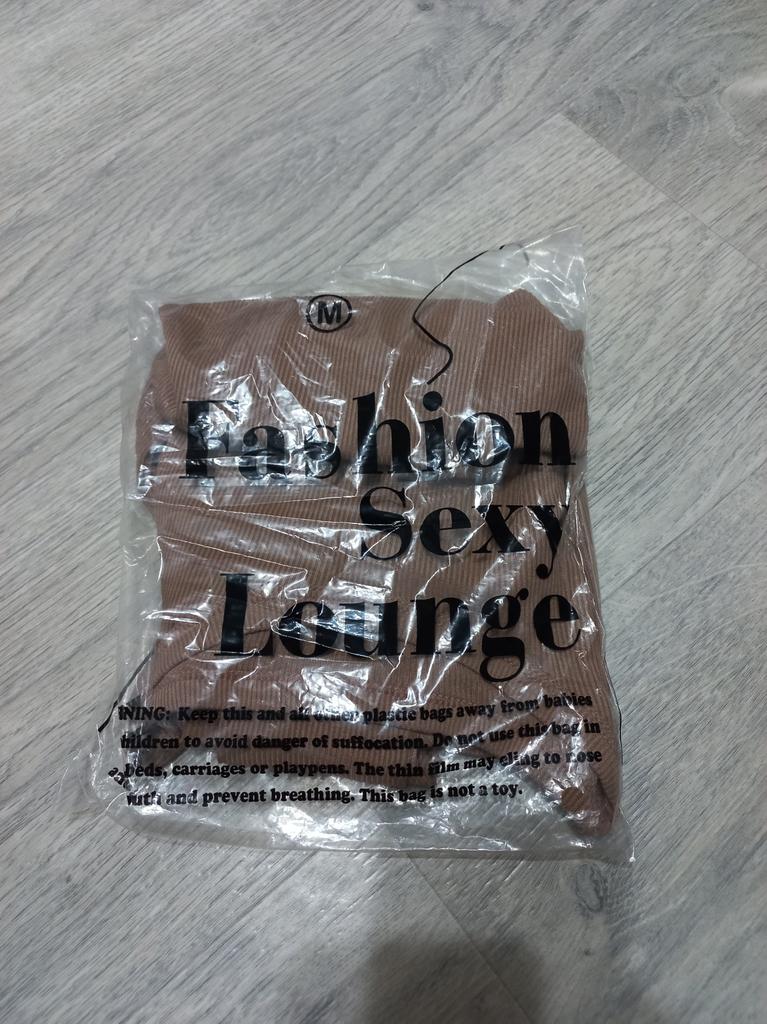 M
Fashion
Sexy
Lounge
NING: Keep this and all other plastic bags away from babies
hildren to avoid danger of suffocation. Do not use this bag in
beds, carriages or playpens. The thin film may cling to nose
and prevent breathing. This bag is not a toy.